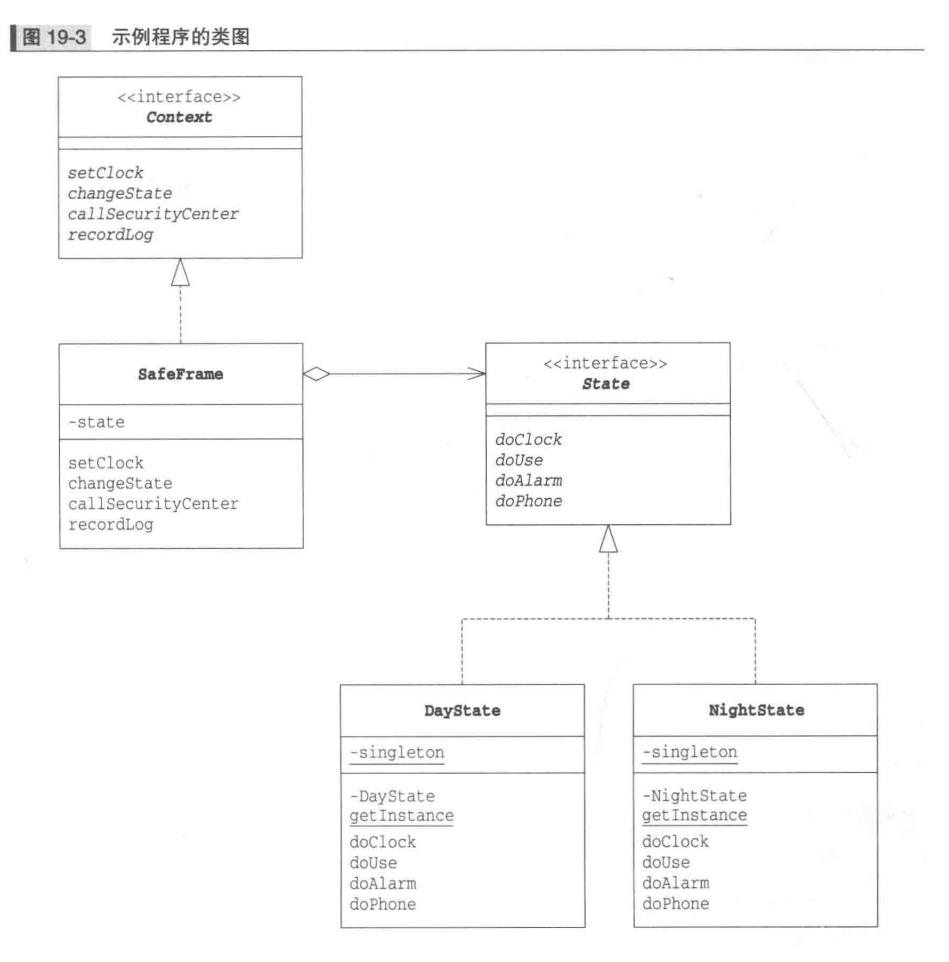 图 19-3 示例程序的类图
<<interface>>
Context
setClock
changeState
callSecurityCenter
recordLog
SafeFrame
-state
setClock
changeState
callSecurityCenter
recordLog
<<interface>>
State
doClock
doUse
doAlarm
doPhone
DayState
-singleton
-DayState
getInstance
doClock
doUse
doAlarm
doPhone
NightState
-singleton
-NightState
getInstance
doClock
doUse
doAlarm
doPhone